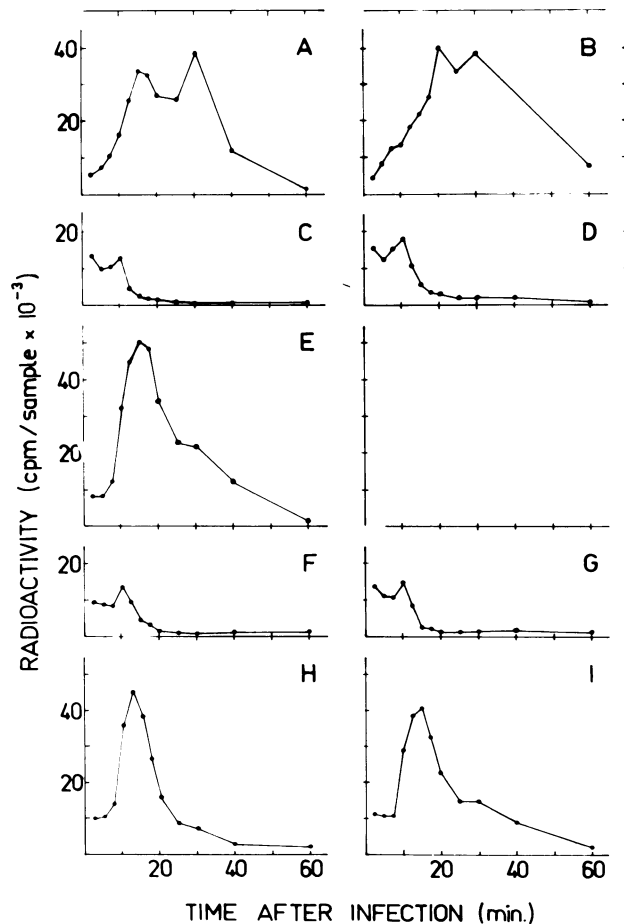 A B
40
20
C D
20
E
40
20
F G
20
H I
40
20
20 40 60 20 40 60
RADIOACTIVITY (cpm/sample × 10⁻³)
TIME AFTER INFECTION (min.)